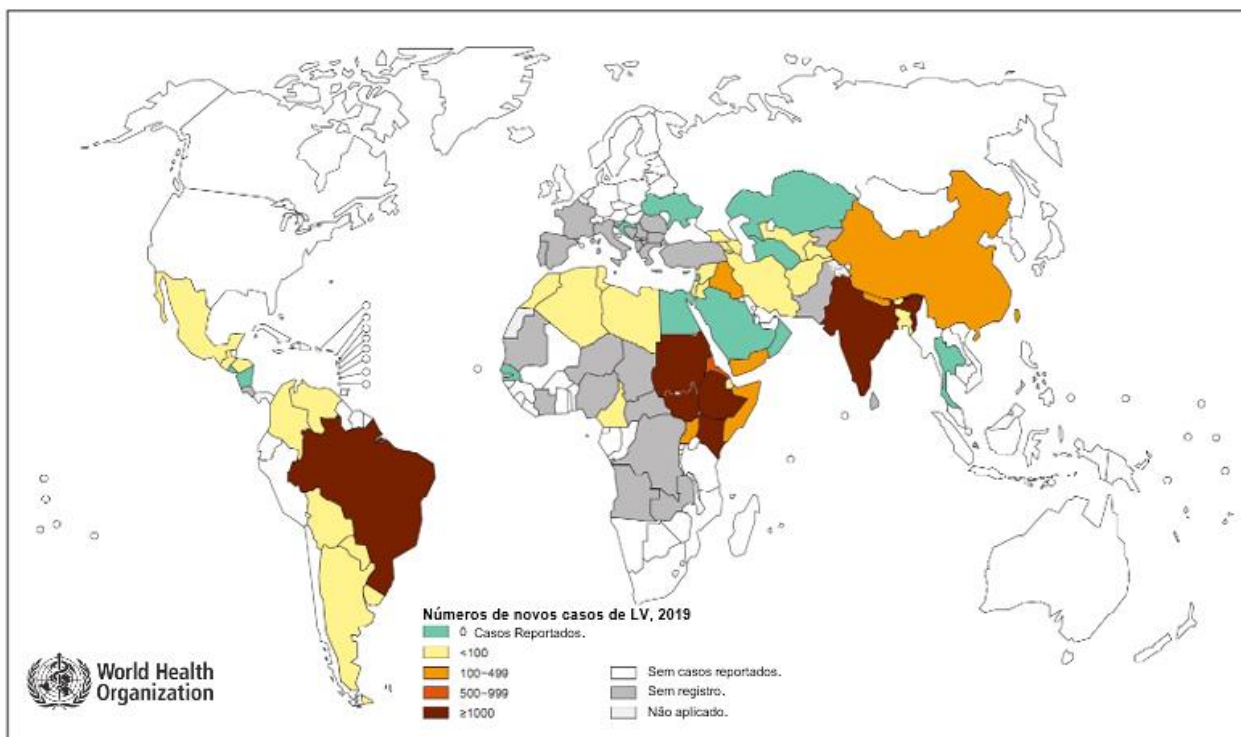 Números de novos casos de LV, 2019
0 Casos Reportados.
<100
100–499
500–999
≥1000
Sem casos reportados.
Sem registro.
Não aplicado.
World Health
Organization